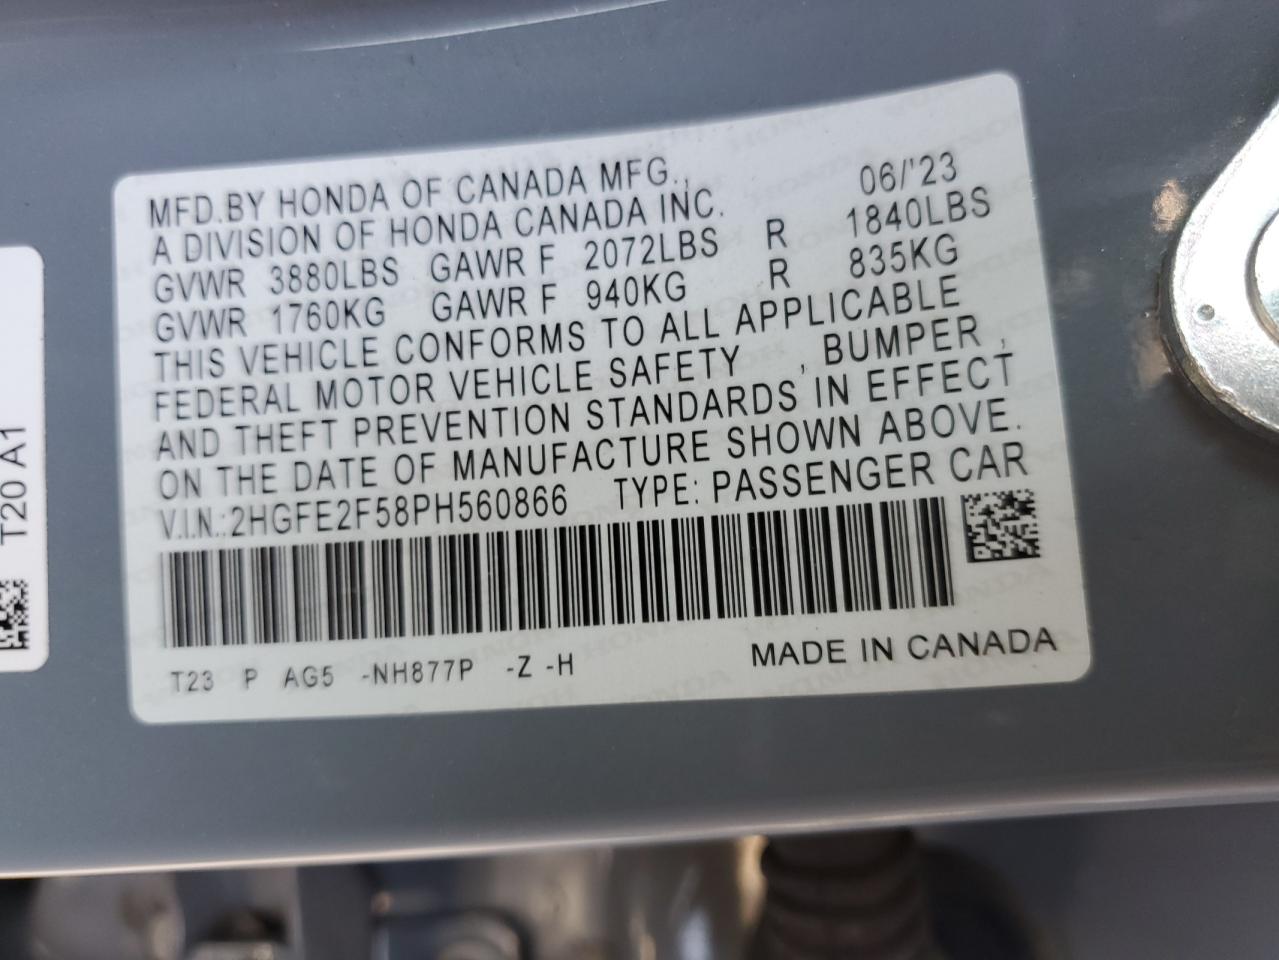 MFD.BY HONDA OF CANADA MFG., 06/'23
A DIVISION OF HONDA CANADA INC.
GVWR 3880LBS GAWR F 2072LBS R 1840LBS
GVWR 1760KG GAWR F 940KG R 835KG
THIS VEHICLE CONFORMS TO ALL APPLICABLE
FEDERAL MOTOR VEHICLE SAFETY , BUMPER ,
AND THEFT PREVENTION STANDARDS IN EFFECT
ON THE DATE OF MANUFACTURE SHOWN ABOVE.
V.I.N.:2HGFE2F58PH560866 TYPE: PASSENGER CAR
T23 P AG5 -NH877P -Z -H
MADE IN CANADA
T20 A1